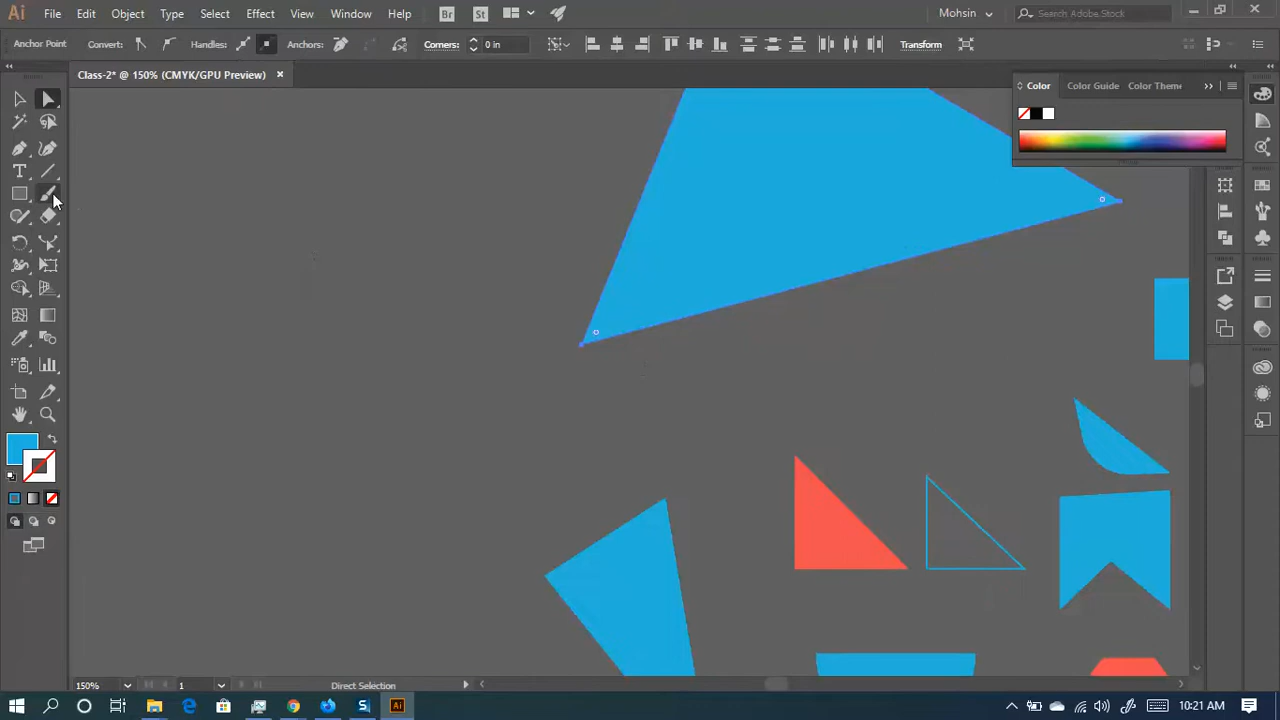 Ai File Edit Object Type Select Effect View Window Help Br St Mohsin Search Adobe Stock
Anchor Point Convert: Handles: Anchors: Corners: 0 in Transform
Class-2* @ 150% (CMYK/GPU Preview) ×
Color Color Guide Color Theme
T
150% 1 Direct Selection
S Ai 10:21 AM